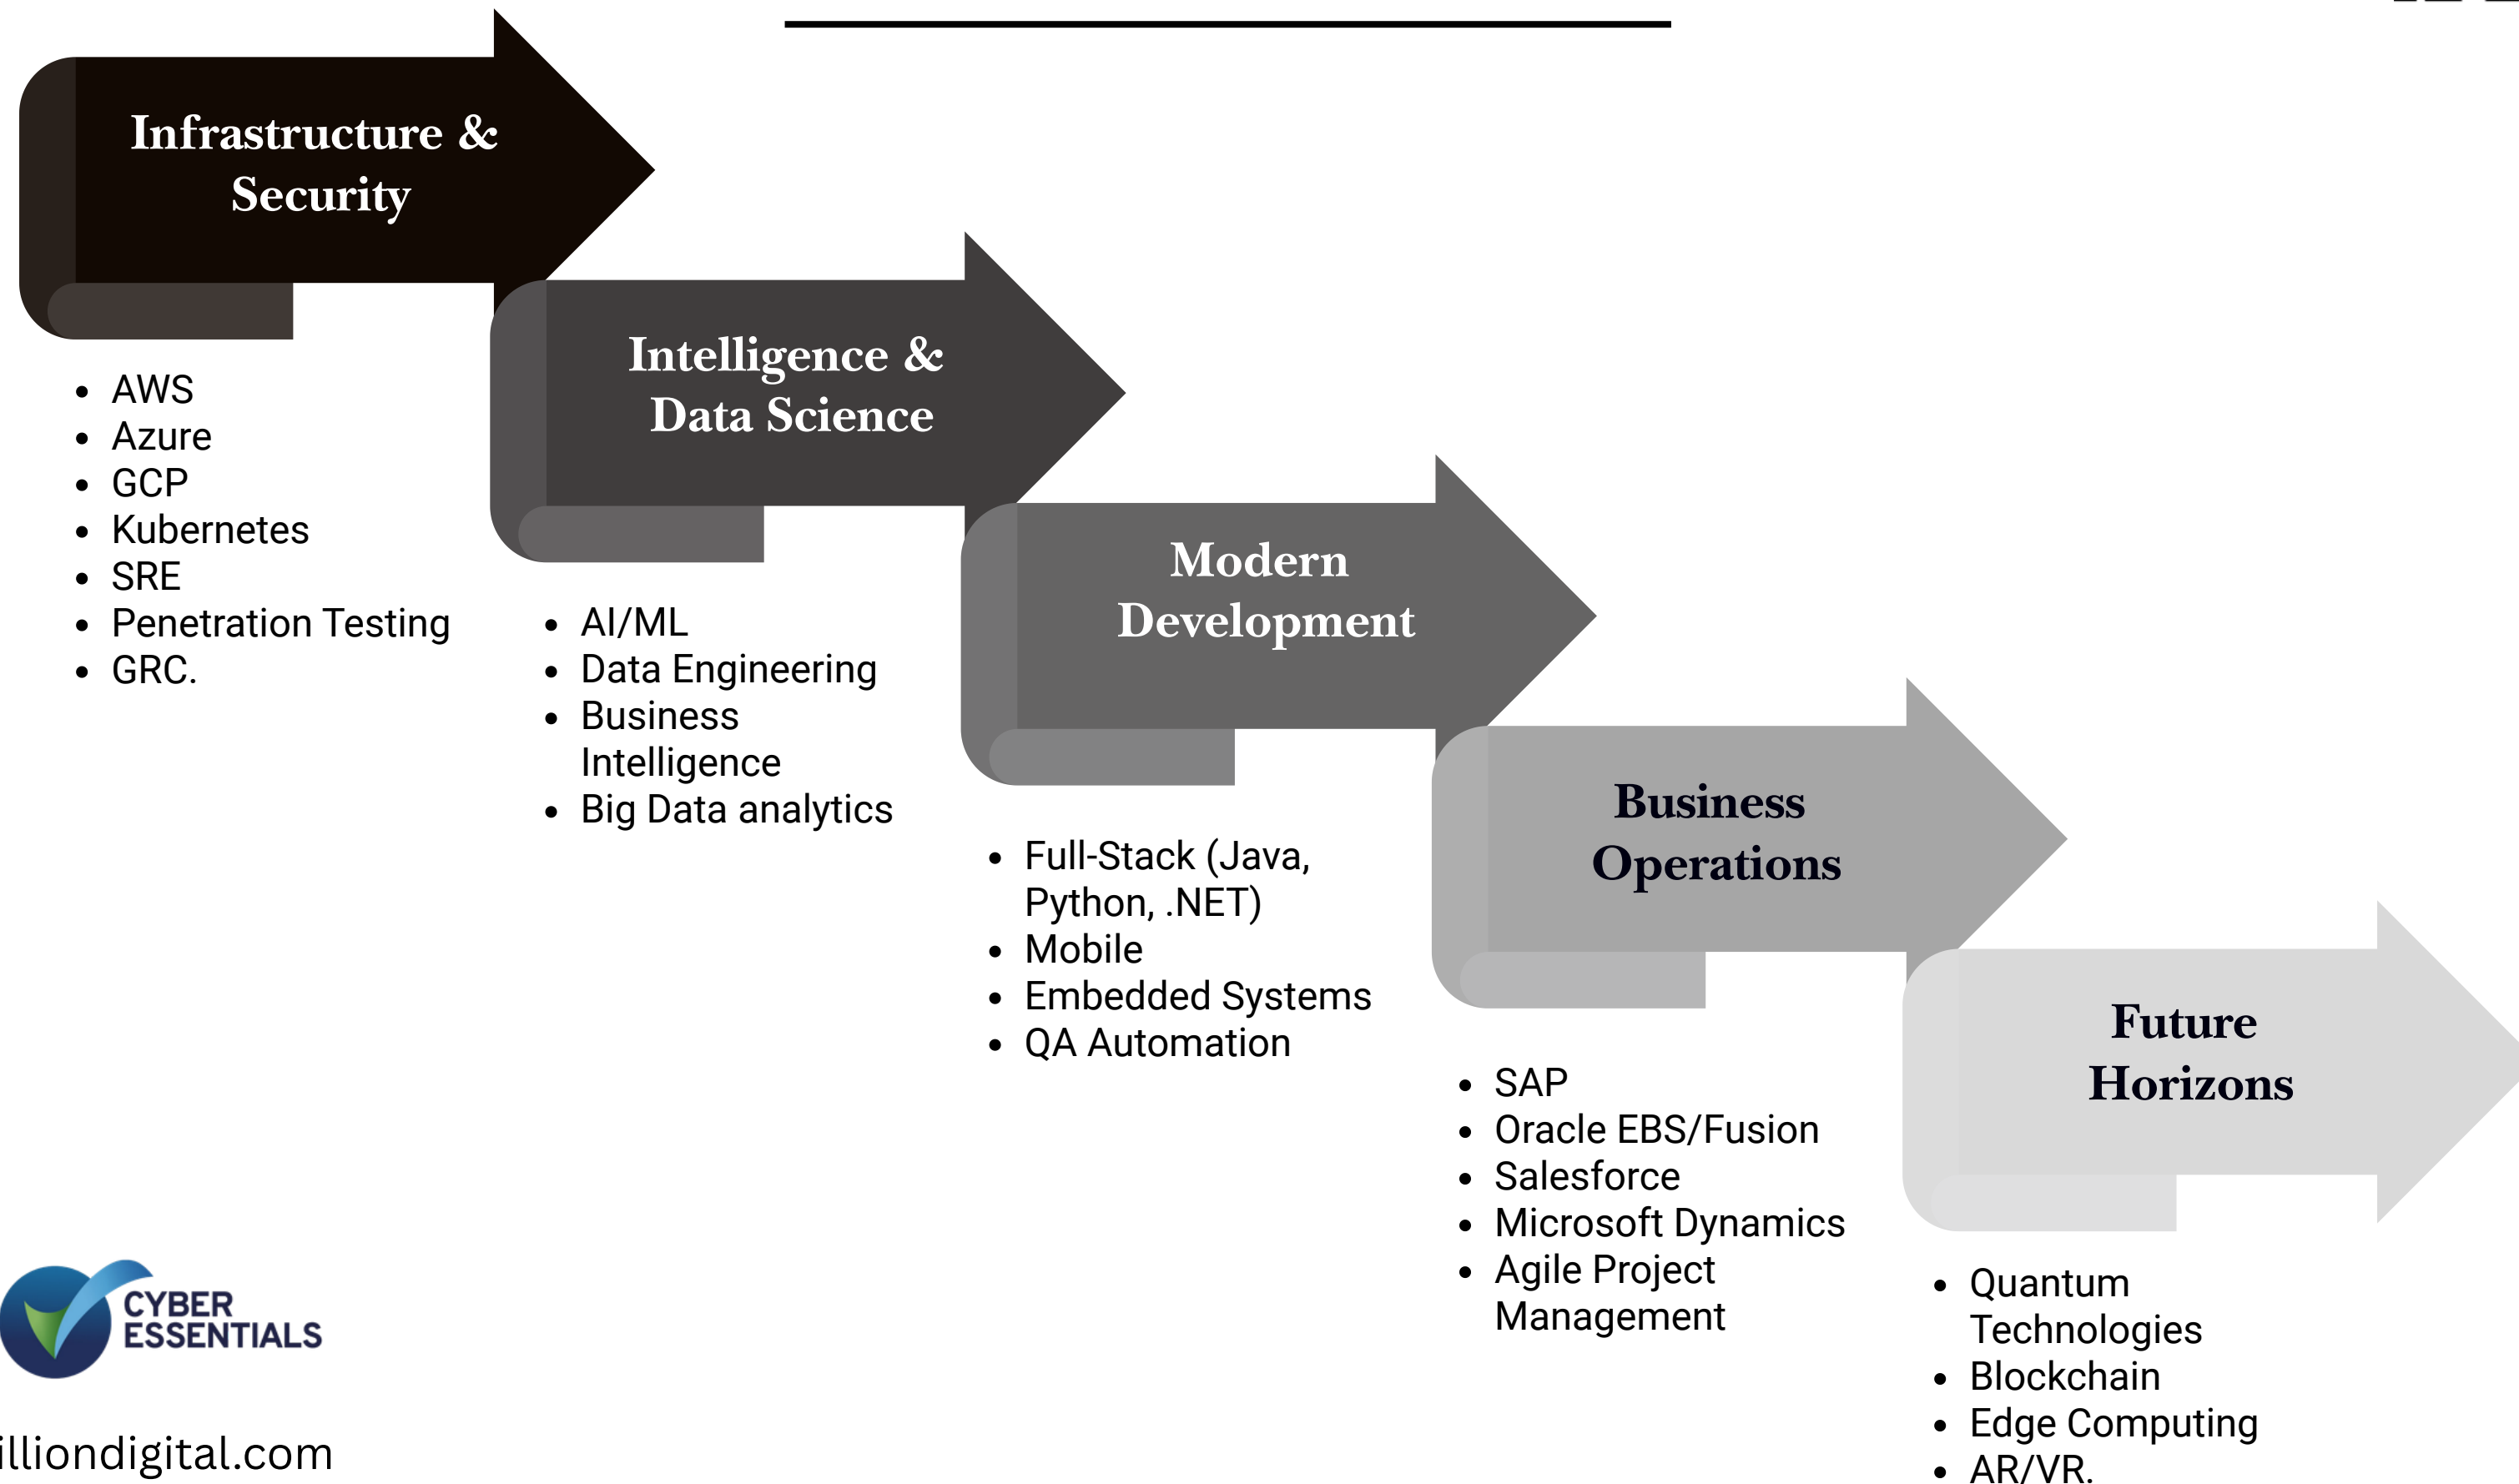 Infrastructure &
Security
AWS
Azure
GCP
Kubernetes
SRE
Penetration Testing
GRC.
Intelligence &
Data Science
AI/ML
Data Engineering
Business
Intelligence
Big Data analytics
Modern
Development
Full-Stack (Java,
Python, .NET)
Mobile
Embedded Systems
QA Automation
Business
Operations
SAP
Oracle EBS/Fusion
Salesforce
Microsoft Dynamics
Agile Project
Management
Future
Horizons
Quantum
Technologies
Blockchain
Edge Computing
AR/VR.
CYBER
ESSENTIALS
illiondigital.com